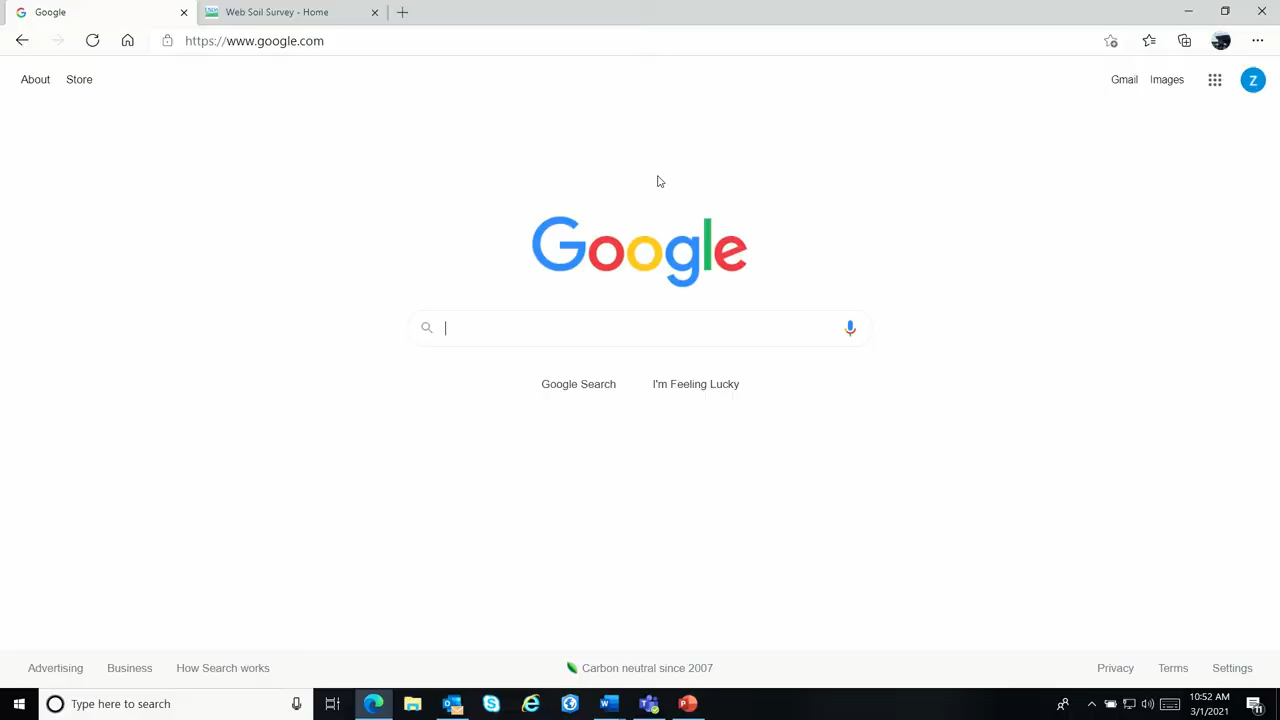 Google
Web Soil Survey - Home
https://www.google.com
About
Store
Gmail
Images
Z
Google
Google Search
I'm Feeling Lucky
Advertising
Business
How Search works
Carbon neutral since 2007
Privacy
Terms
Settings
Type here to search
10:52 AM
3/1/2021